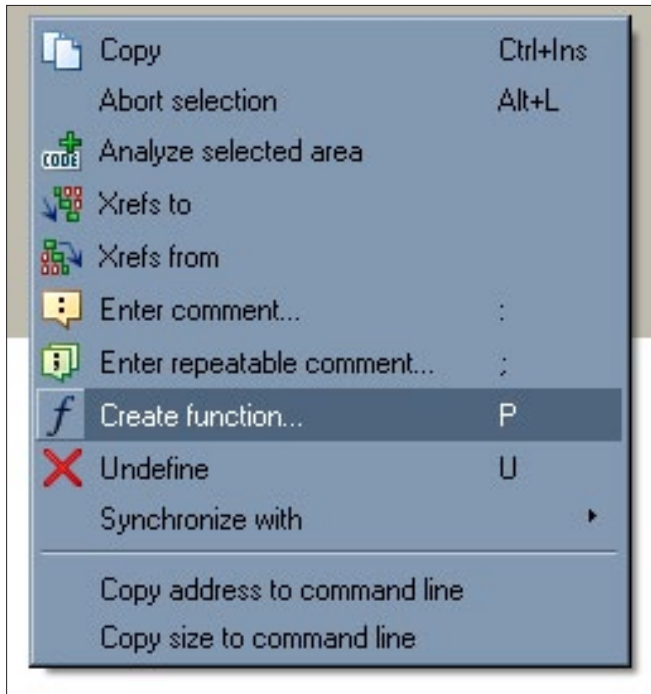 Copy Ctrl+Ins
Abort selection Alt+L
CODE Analyze selected area
Xrefs to
Xrefs from
Enter comment... :
Enter repeatable comment... ;
f Create function... P
Undefine U
Synchronize with
Copy address to command line
Copy size to command line